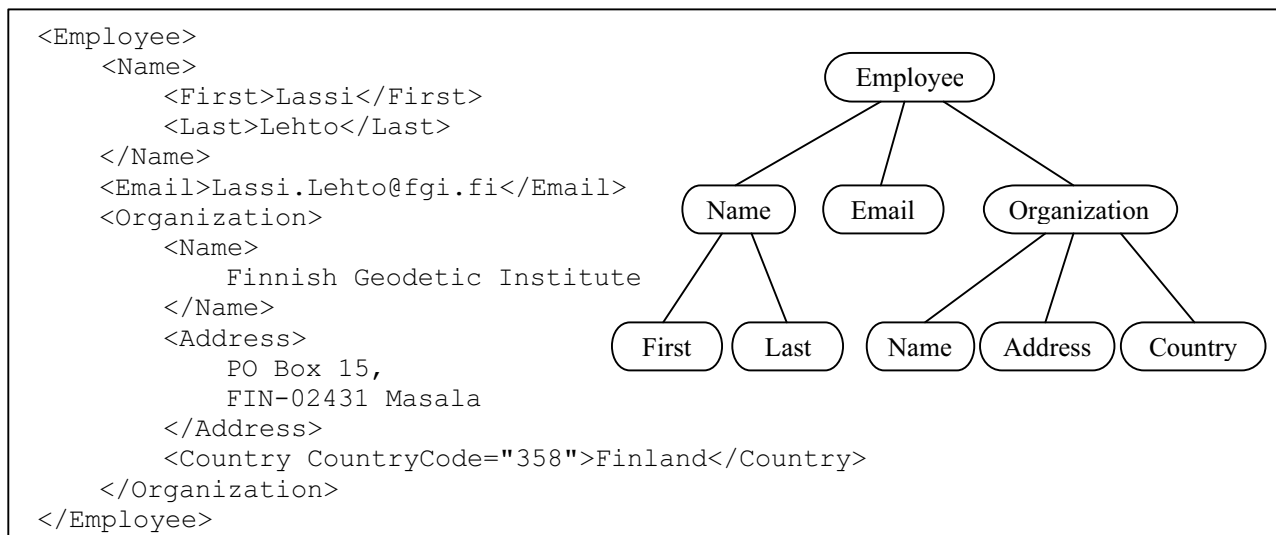 <Employee>
<Name>
<First>Lassi</First>
<Last>Lehto</Last>
</Name>
<Email>Lassi.Lehto@fgi.fi</Email>
<Organization>
<Name>
Finnish Geodetic Institute
</Name>
<Address>
PO Box 15,
FIN-02431 Masala
</Address>
<Country CountryCode="358">Finland</Country>
</Organization>
</Employee>
Employee
Name Email Organization
First Last Name Address Country